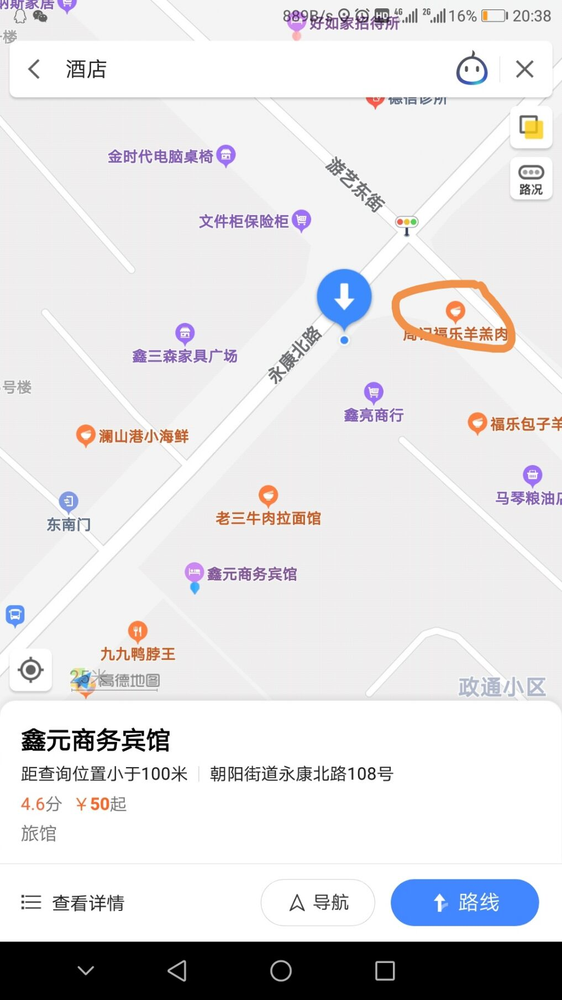 纳斯家居
889B/s HD 4G 2G 16% 20:38
好如家招待所
号楼
酒店
德信诊所
金时代电脑桌椅
路况
游艺东街
文件柜保险柜
周记福乐羊羔肉
永康北路
鑫三森家具广场
号楼
鑫亮商行
福乐包子羊
澜山港小海鲜
马琴粮油店
老三牛肉拉面馆
东南门
鑫元商务宾馆
九九鸭脖王
25米
高德地图
政通小区
鑫元商务宾馆
距查询位置小于100米 朝阳街道永康北路108号
4.6分 ￥50起
旅馆
查看详情 导航 路线